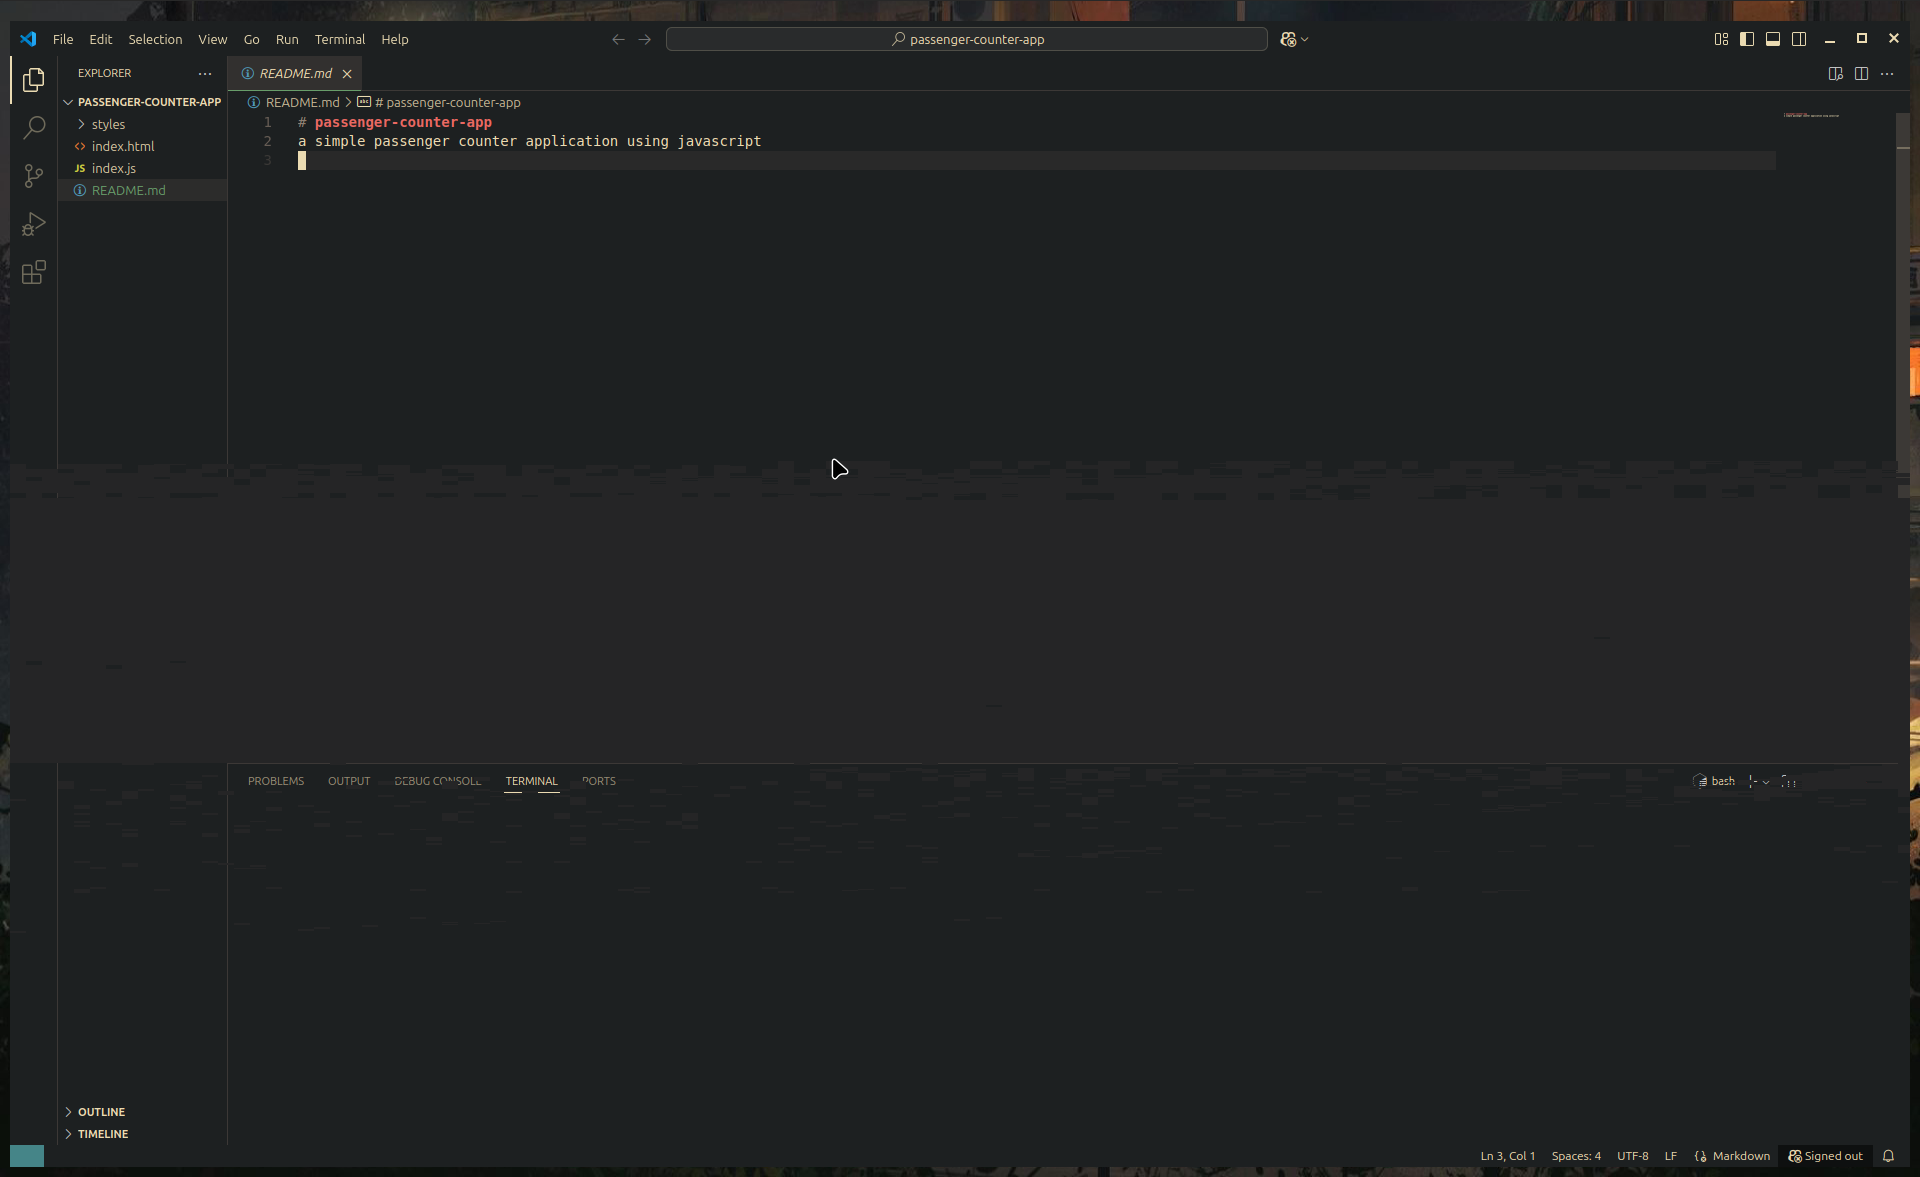 File Edit Selection View Go Run Terminal Help
passenger-counter-app
EXPLORER
README.md
PASSENGER-COUNTER-APP
styles
index.html
JS index.js
README.md
README.md > # passenger-counter-app
1 # passenger-counter-app
2 a simple passenger counter application using javascript
3
PROBLEMS OUTPUT DEBUG CONSOLE TERMINAL PORTS
bash
OUTLINE
TIMELINE
Ln 3, Col 1 Spaces: 4 UTF-8 LF Markdown Signed out